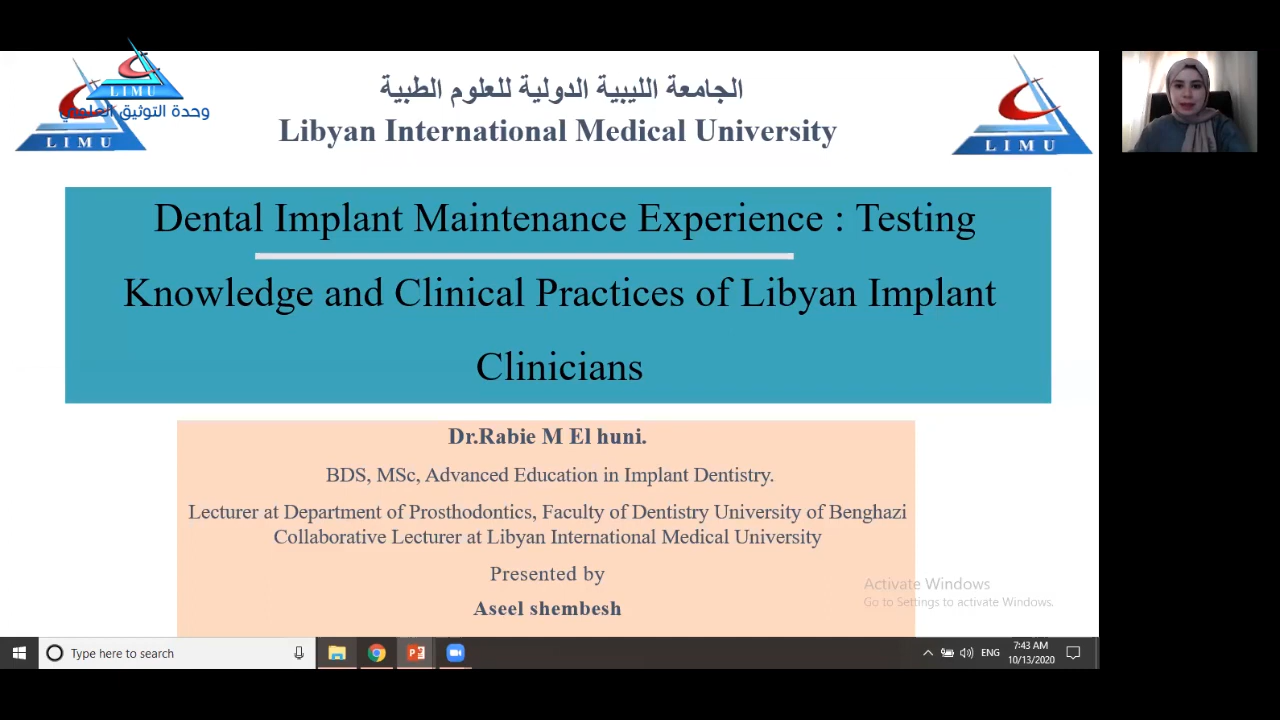 LIMU
وحدة التوثيق العلمي
LIMU
الجامعة الليبية الدولية للعلوم الطبية
Libyan International Medical University
LIMU
Dental Implant Maintenance Experience : Testing
Knowledge and Clinical Practices of Libyan Implant
Clinicians
Dr.Rabie M El huni.
BDS, MSc, Advanced Education in Implant Dentistry.
Lecturer at Department of Prosthodontics, Faculty of Dentistry University of Benghazi
Collaborative Lecturer at Libyan International Medical University
Presented by
Aseel shembesh
Activate Windows
Go to Settings to activate Windows.
Type here to search
ENG
7:43 AM
10/13/2020